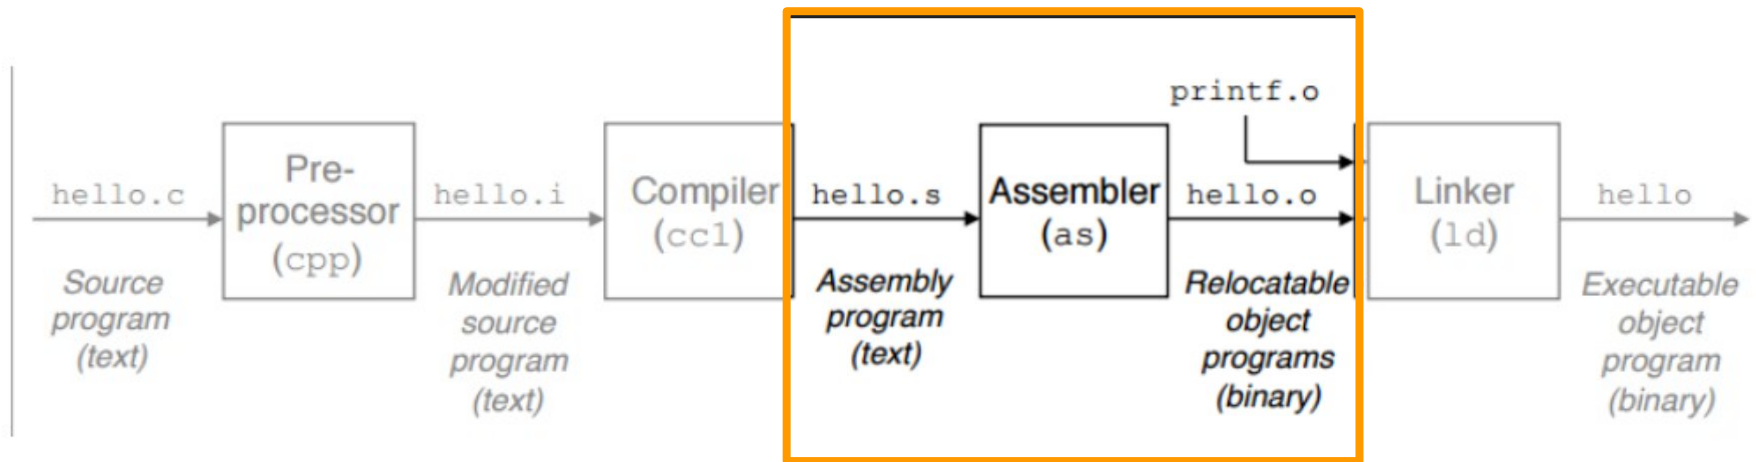 hello.c
Source
program
(text)
Pre-
processor
(cpp)
hello.i
Modified
source
program
(text)
Compiler
(cc1)
hello.s
Assembly
program
(text)
Assembler
(as)
printf.o
hello.o
Relocatable
object
programs
(binary)
Linker
(ld)
hello
Executable
object
program
(binary)